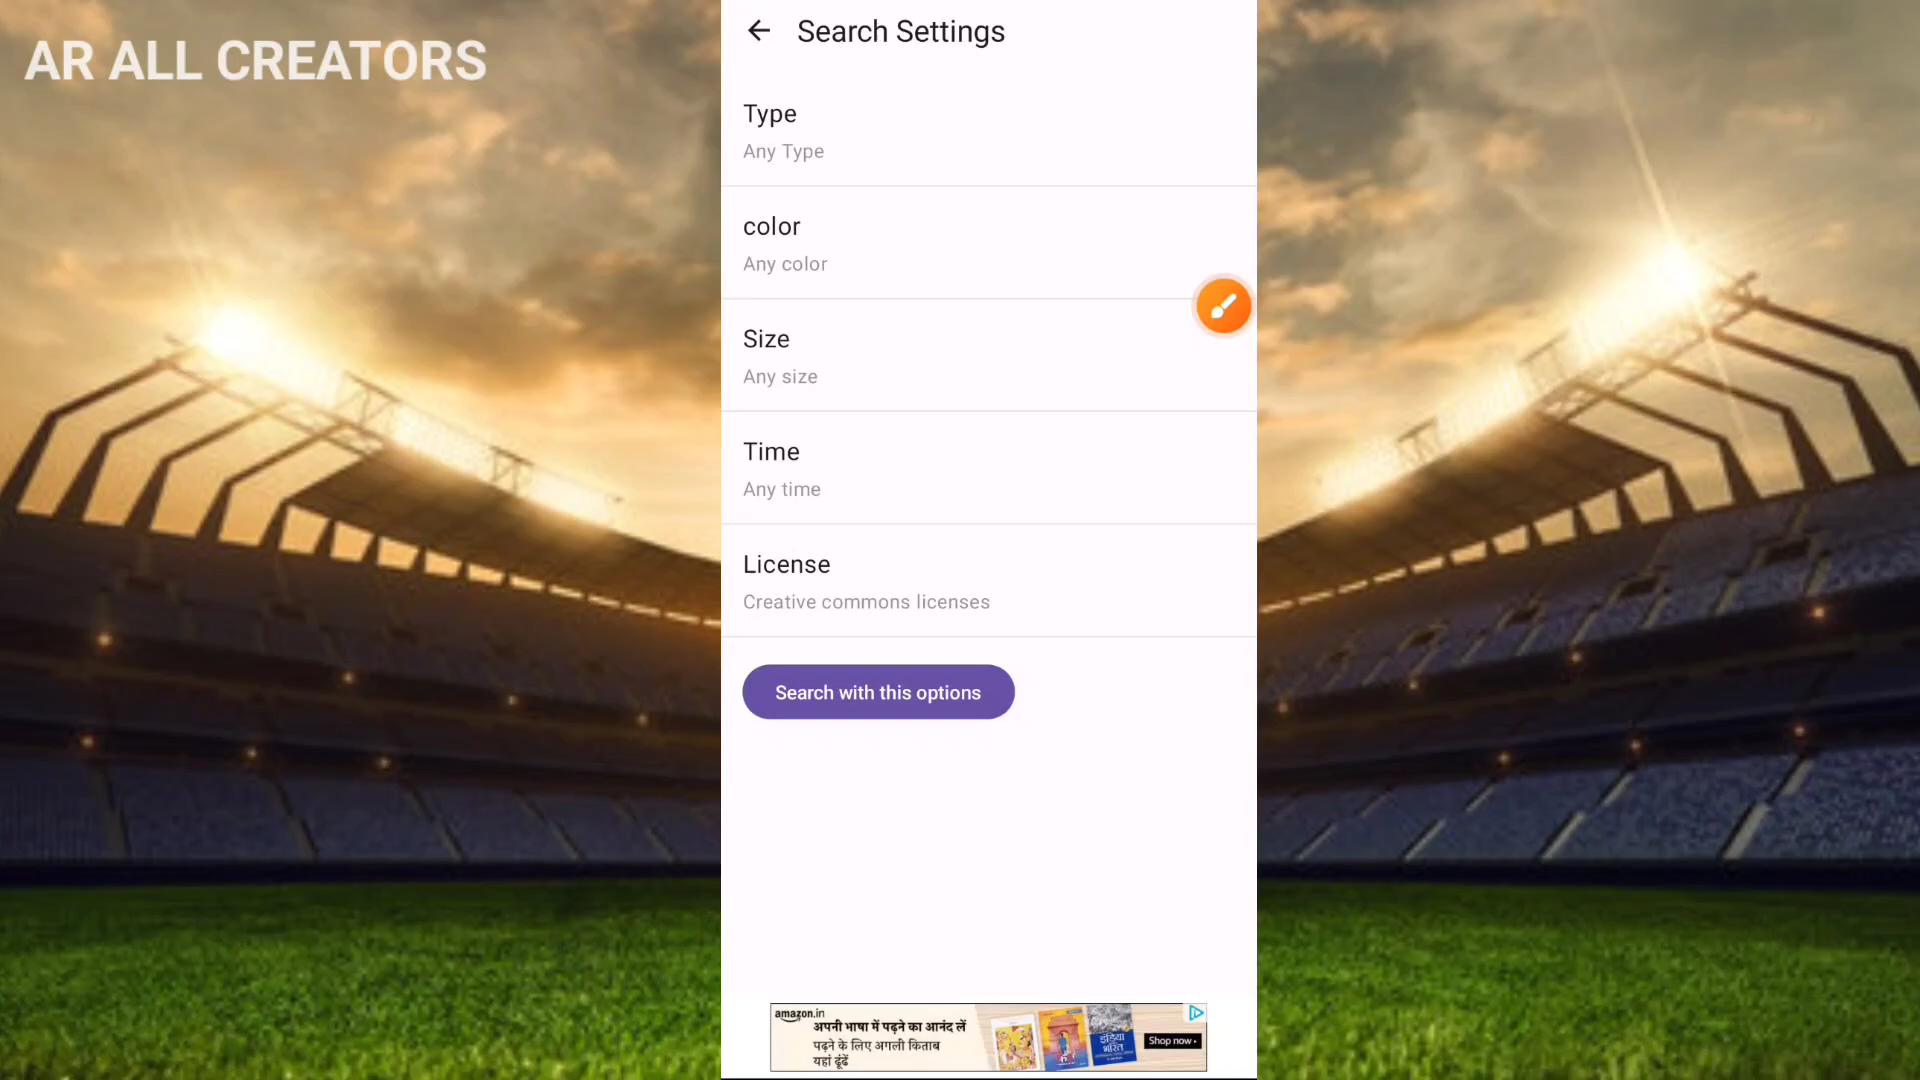 AR ALL CREATORS
Search Settings
Type
Any Type
color
Any color
Size
Any size
Time
Any time
License
Creative commons licenses
Search with this options
amazon.in
अपनी भाषा में पढ़ने का आनंद लें
पढ़ने के लिए अगली किताब
यहां ढूंढें
इंडिया
भारत
Shop now